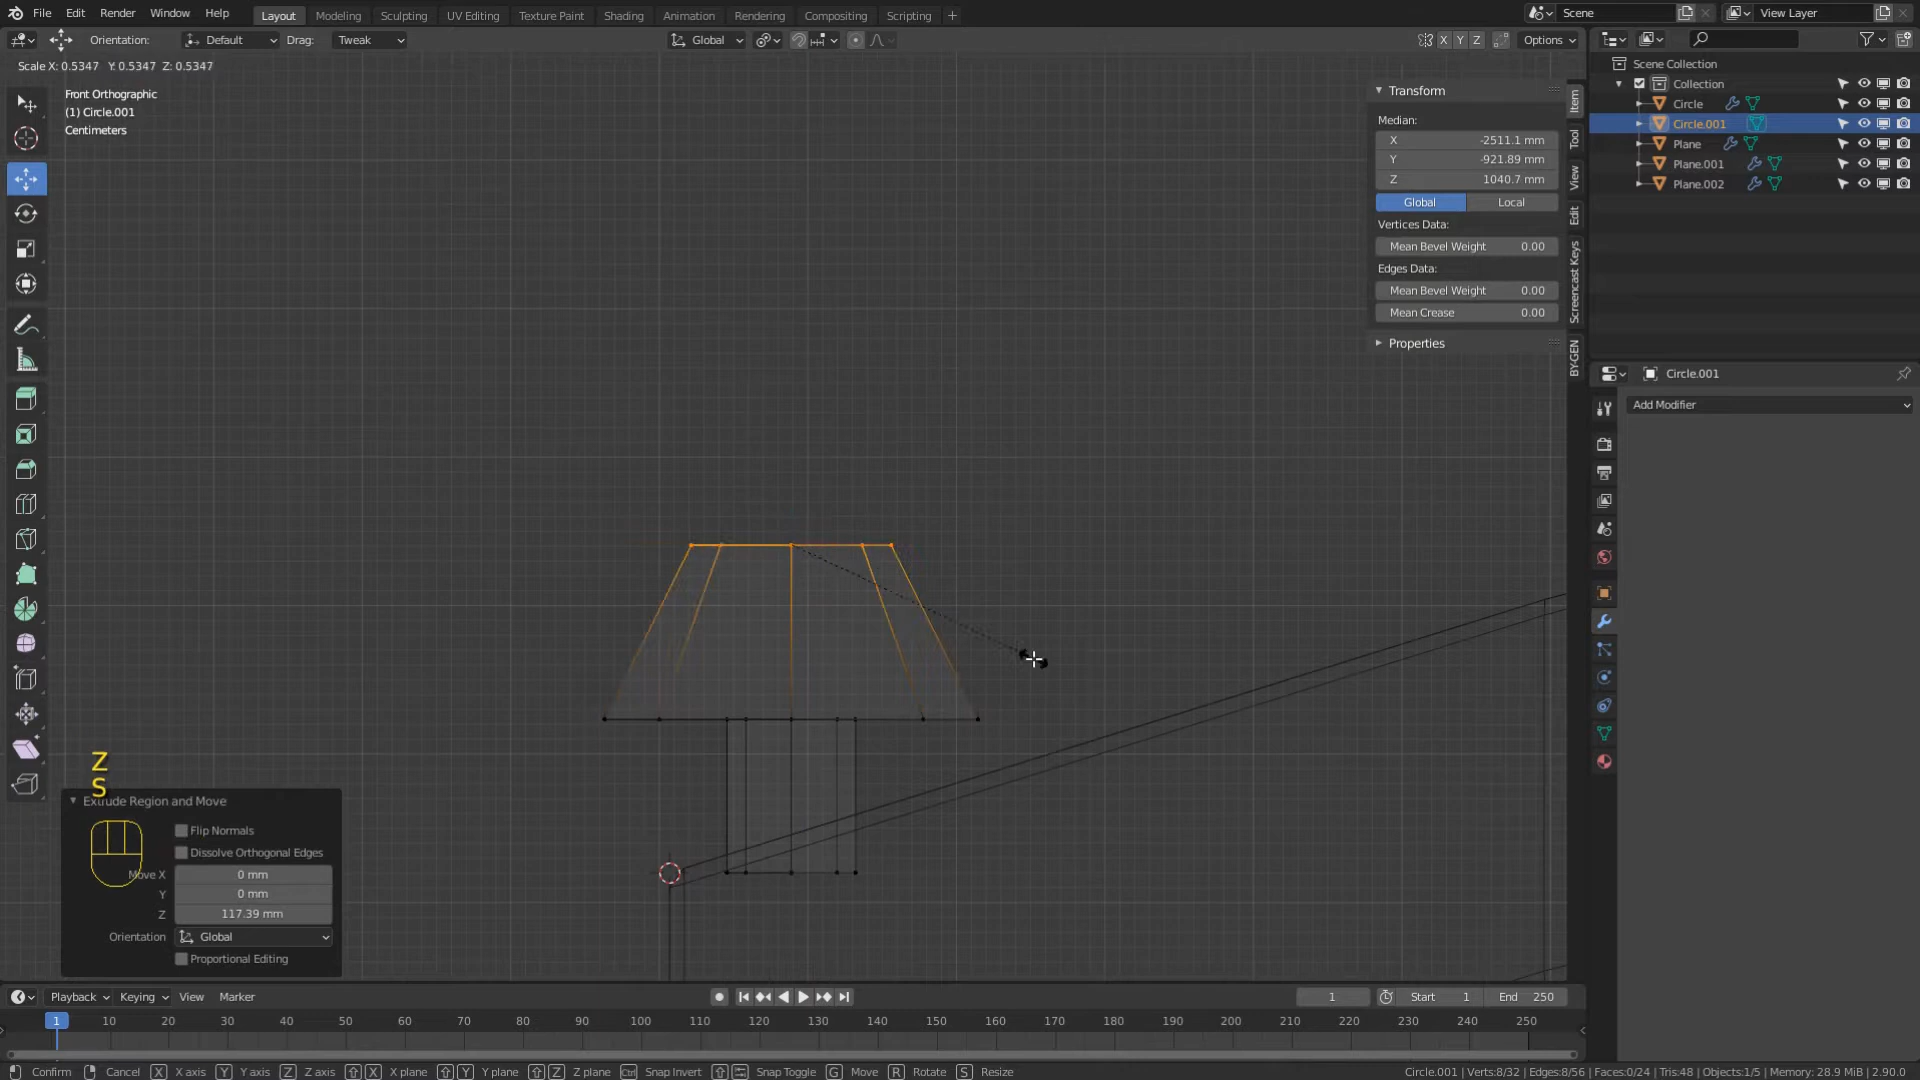 File Edit Render Window Help Layout Modeling Sculpting UV Editing Texture Paint Shading Animation Rendering Compositing Scripting + Scene View Layer
Orientation: Default Drag: Tweak Global X Y Z Options
Scale X: 0.5347 Y: 0.5347 Z: 0.5347
Front Orthographic
(1) Circle.001
Centimeters
Transform
Median:
X -2511.1 mm
Y -921.89 mm
Z 1040.7 mm
Global Local
Vertices Data:
Mean Bevel Weight 0.00
Edges Data:
Mean Bevel Weight 0.00
Mean Crease 0.00
Properties
Item
Tool
View
Edit
Screencast Keys
BY-GEN
Scene Collection
Collection
Circle
Circle.001
Plane
Plane.001
Plane.002
Circle.001
Add Modifier
Z
S
Extrude Region and Move
Flip Normals
Dissolve Orthogonal Edges
Move X 0 mm
Y 0 mm
Z 117.39 mm
Orientation Global
Proportional Editing
Playback Keying View Marker 1 Start 1 End 250
1 10 20 30 40 50 60 70 80 90 100 110 120 130 140 150 160 170 180 190 200 210 220 230 240 250
Confirm Cancel X X axis Y Y axis Z Z axis X X plane Y Y plane Z Z plane Ctrl Snap Invert Snap Toggle G Move R Rotate S Resize Circle.001 | Verts:8/32 | Edges:8/56 | Faces:0/24 | Tris:48 | Objects:1/5 | Memory: 28.9 MiB | 2.90.0